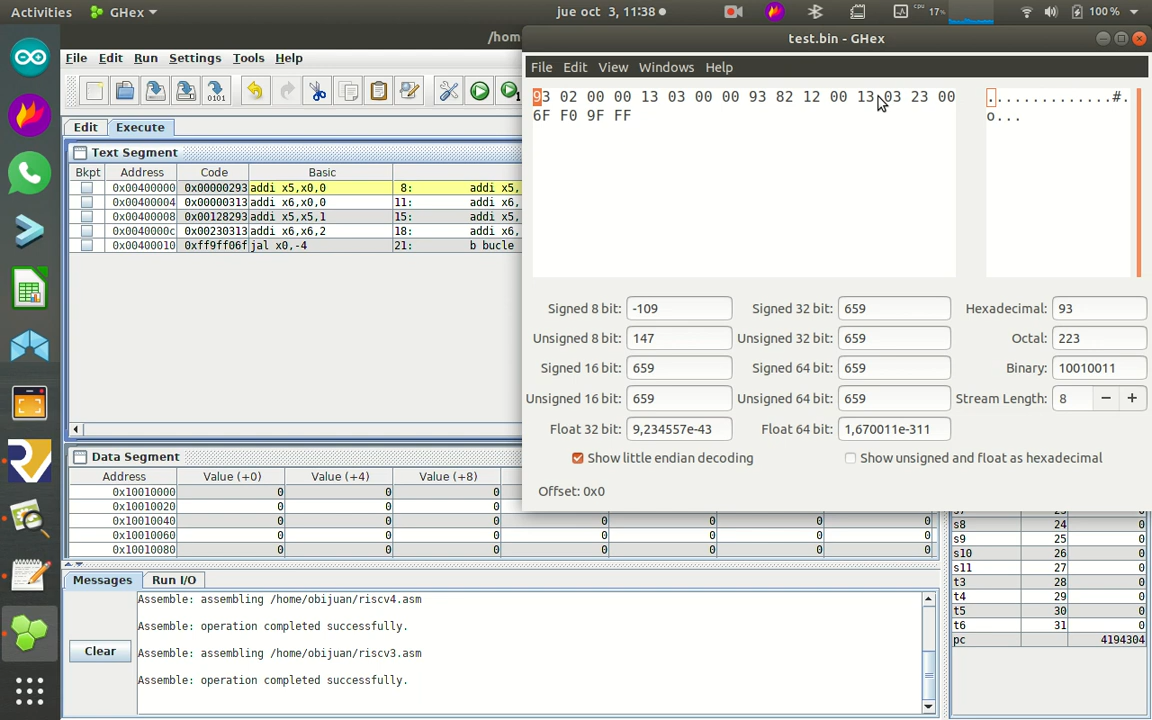 Activities GHex jue oct 3, 11:38 cpu 17% 100 %
/hom
test.bin - GHex
File Edit Run Settings Tools Help
File Edit View Windows Help
Edit Execute
93 02 00 00 13 03 00 00 93 82 12 00 13 03 23 00 .............#.
6F F0 9F FF o...
Text Segment
Bkpt Address Code Basic
0x00400000 0x00000293 addi x5,x0,0 8: addi x5,
0x00400004 0x00000313 addi x6,x0,0 11: addi x6,
0x00400008 0x00128293 addi x5,x5,1 15: addi x5,
0x0040000c 0x00230313 addi x6,x6,2 18: addi x6,
0x00400010 0xff9ff06f jal x0,-4 21: b bucle
Signed 8 bit: -109 Signed 32 bit: 659 Hexadecimal: 93
Unsigned 8 bit: 147 Unsigned 32 bit: 659 Octal: 223
Signed 16 bit: 659 Signed 64 bit: 659 Binary: 10010011
Unsigned 16 bit: 659 Unsigned 64 bit: 659 Stream Length: 8 − +
Float 32 bit: 9,234557e-43 Float 64 bit: 1,670011e-311
Show little endian decoding Show unsigned and float as hexadecimal
Offset: 0x0
Data Segment
Address Value (+0) Value (+4) Value (+8)
0x10010000 0 0 0
0x10010020 0 0 0
0x10010040 0 0 0 0 0 0
0x10010060 0 0 0 0 0 0
0x10010080 0 0 0 0 0 0
s8 24 0
s9 25 0
s10 26 0
s11 27 0
t3 28 0
t4 29 0
t5 30 0
t6 31 0
pc 4194304
Messages Run I/O
Assemble: assembling /home/obijuan/riscv4.asm
Assemble: operation completed successfully.
Clear
Assemble: assembling /home/obijuan/riscv3.asm
Assemble: operation completed successfully.